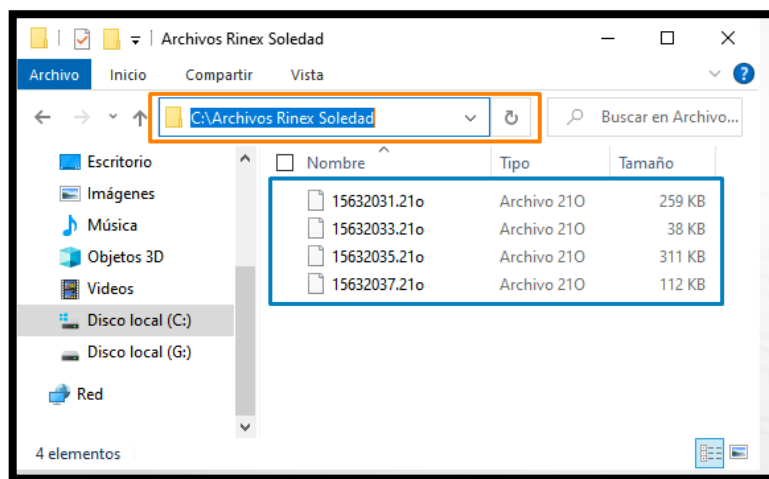 Archivos Rinex Soledad
Archivo Inicio Compartir Vista
C:\Archivos Rinex Soledad Buscar en Archivo...
Escritorio
Imágenes
Música
Objetos 3D
Videos
Disco local (C:)
Disco local (G:)
Red
Nombre Tipo Tamaño
15632031.21o Archivo 21O 259 KB
15632033.21o Archivo 21O 38 KB
15632035.21o Archivo 21O 311 KB
15632037.21o Archivo 21O 112 KB
4 elementos